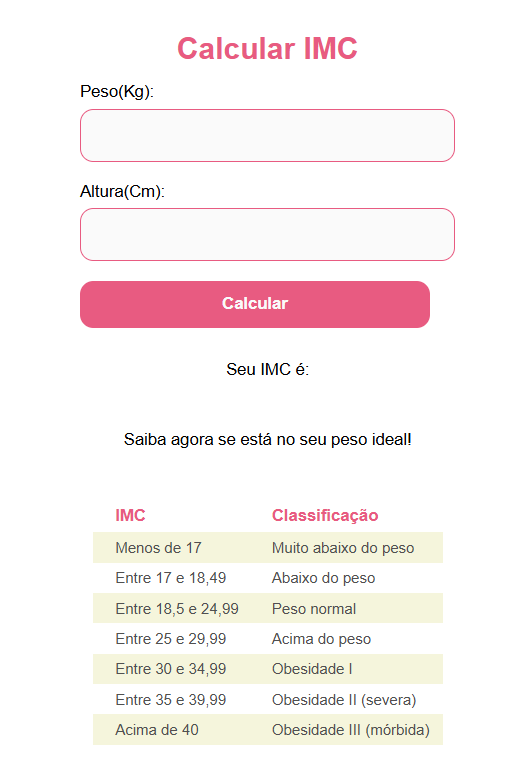 Calcular IMC
Peso(Kg):
Altura(Cm):
Calcular
Seu IMC é:
Saiba agora se está no seu peso ideal!
IMC Classificação
Menos de 17 Muito abaixo do peso
Entre 17 e 18,49 Abaixo do peso
Entre 18,5 e 24,99 Peso normal
Entre 25 e 29,99 Acima do peso
Entre 30 e 34,99 Obesidade I
Entre 35 e 39,99 Obesidade II (severa)
Acima de 40 Obesidade III (mórbida)